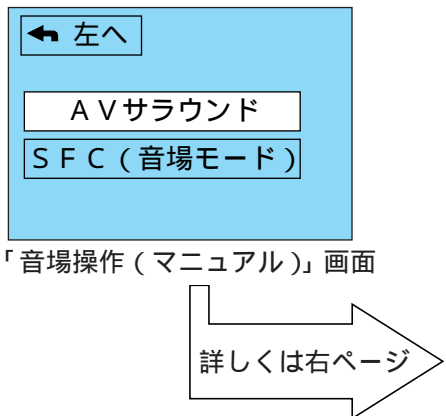 左へ
ＡＶサラウンド
ＳＦＣ（音場モード）
「音場操作（マニュアル）」画面
詳しくは右ページ